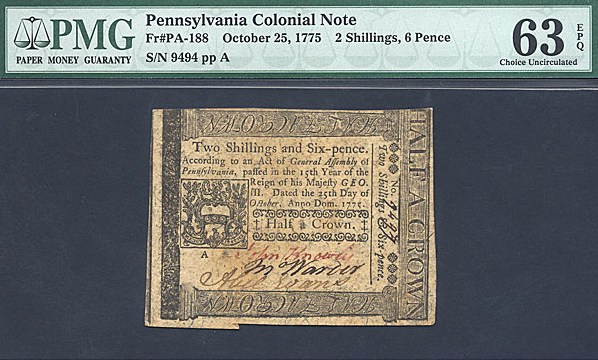 PMG
PAPER MONEY GUARANTY
Pennsylvania Colonial Note
Fr#PA-188 October 25, 1775 2 Shillings, 6 Pence
S/N 9494 pp A
63
EPQ
Choice Uncirculated
Two Shillings and Six-pence.
According to an Act of General Assembly of
Pennsylvania, passed in the 15th Year of the
Reign of his Majesty GEO.
III. Dated the 25th Day of
October, Anno Dom. 1775.
Half a Crown.
A
HALF A CROWN
No. 9494
Two Shillings & Six-pence.